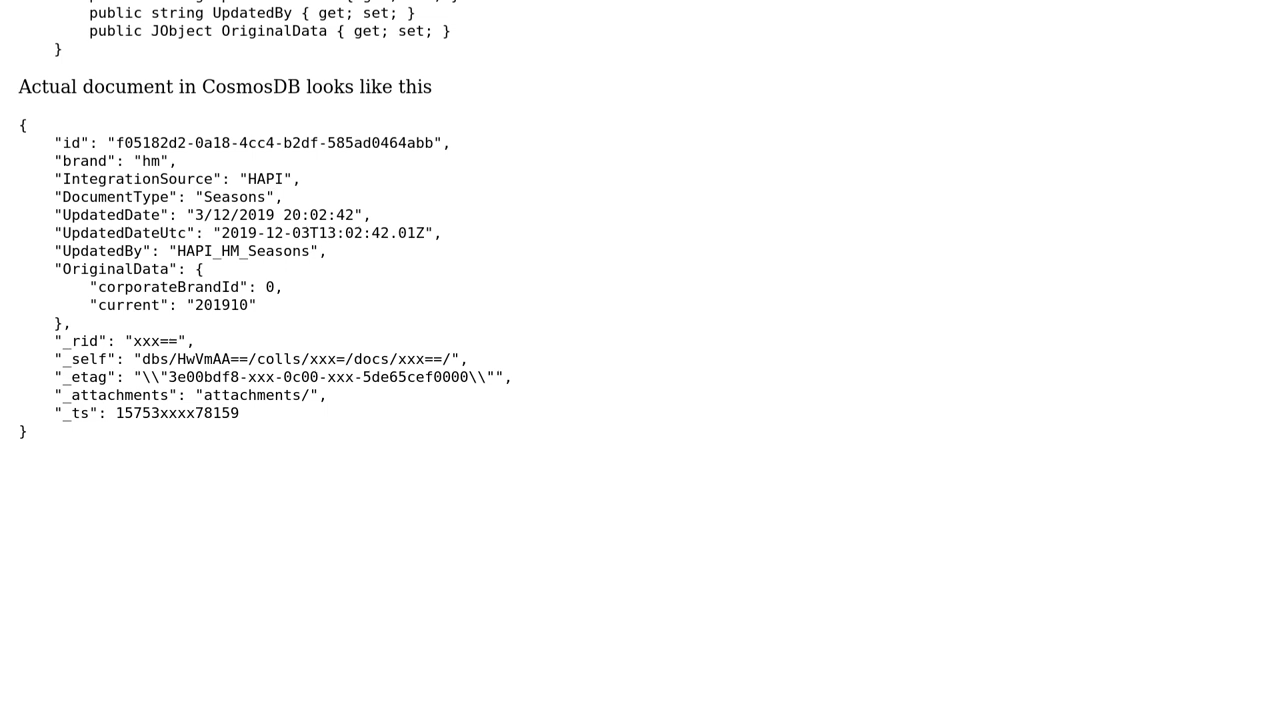 public string UpdatedBy { get; set; }
public JObject OriginalData { get; set; }
}
Actual document in CosmosDB looks like this
{
"id": "f05182d2-0a18-4cc4-b2df-585ad0464abb",
"brand": "hm",
"IntegrationSource": "HAPI",
"DocumentType": "Seasons",
"UpdatedDate": "3/12/2019 20:02:42",
"UpdatedDateUtc": "2019-12-03T13:02:42.01Z",
"UpdatedBy": "HAPI_HM_Seasons",
"OriginalData": {
"corporateBrandId": 0,
"current": "201910"
},
"_rid": "xxx==",
"_self": "dbs/HwVmAA==/colls/xxx=/docs/xxx==/",
"_etag": "\\"3e00bdf8-xxx-0c00-xxx-5de65cef0000\\"",
"_attachments": "attachments/",
"_ts": 15753xxxx78159
}